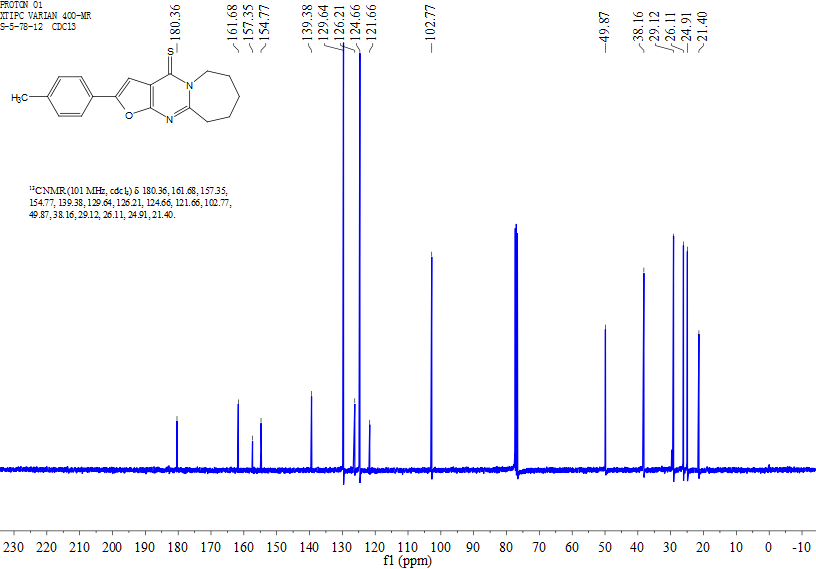 PROTON 01
XTIPC VARIAN 400-MR
S-5-78-12 CDCl3
180.36
161.68
157.35
154.77
139.38
129.64
126.21
124.66
121.66
102.77
49.87
38.16
29.12
26.11
24.91
21.40
S
N
H₃C
O
N
¹³C NMR (101 MHz, cdcl₃) δ 180.36, 161.68, 157.35,
154.77, 139.38, 129.64, 126.21, 124.66, 121.66, 102.77,
49.87, 38.16, 29.12, 26.11, 24.91, 21.40.
230 220 210 200 190 180 170 160 150 140 130 120 110 100 90 80 70 60 50 40 30 20 10 0 -10
f1 (ppm)